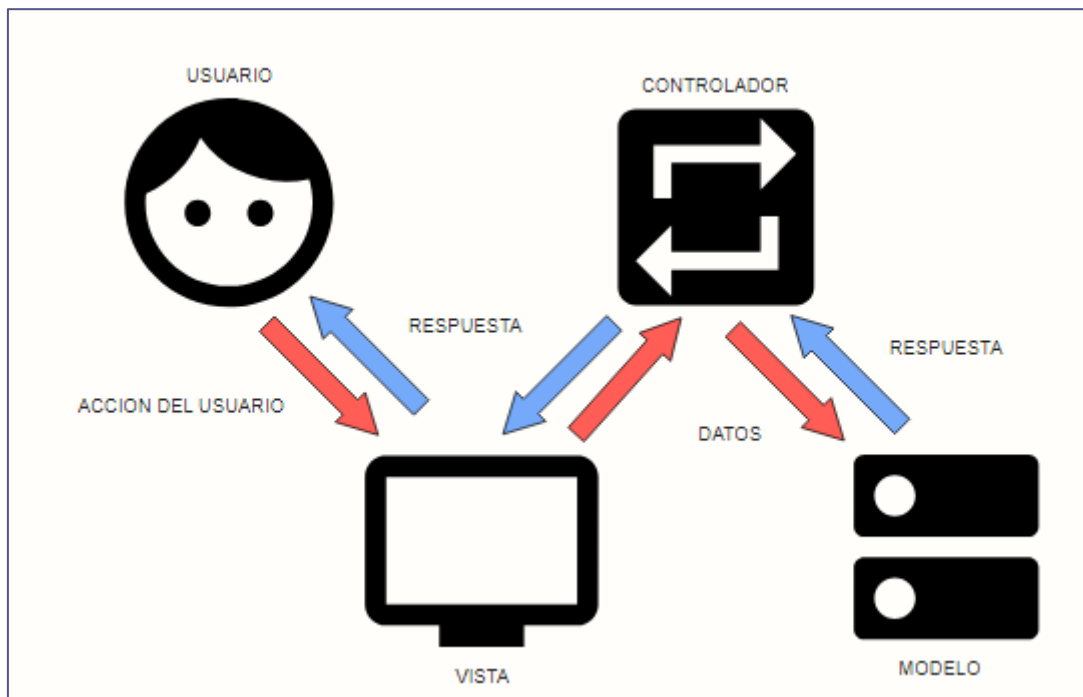 USUARIO
CONTROLADOR
RESPUESTA
RESPUESTA
ACCION DEL USUARIO
DATOS
VISTA
MODELO